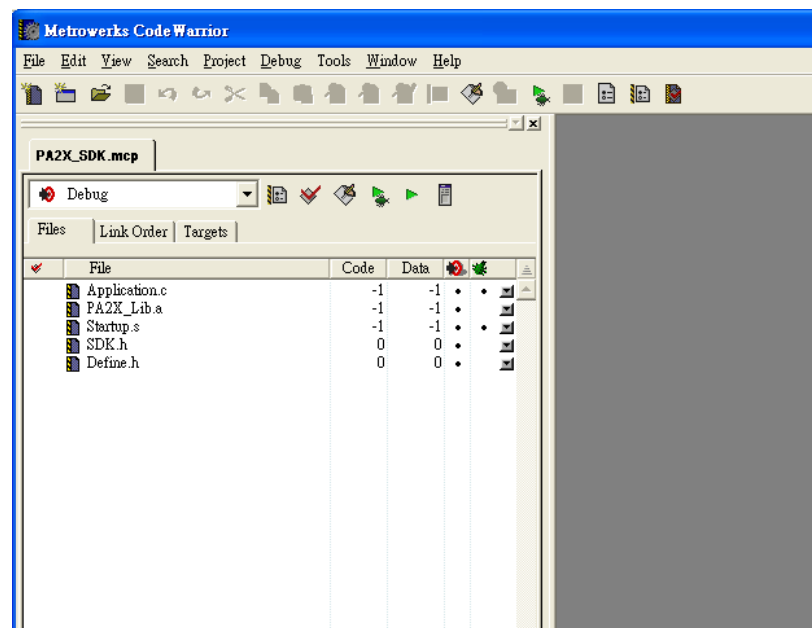 Metrowerks CodeWarrior
File Edit View Search Project Debug Tools Window Help
PA2X_SDK.mcp
Debug
Files Link Order Targets
File Code Data
Application.c -1 -1
PA2X_Lib.a -1 -1
Startup.s -1 -1
SDK.h 0 0
Define.h 0 0